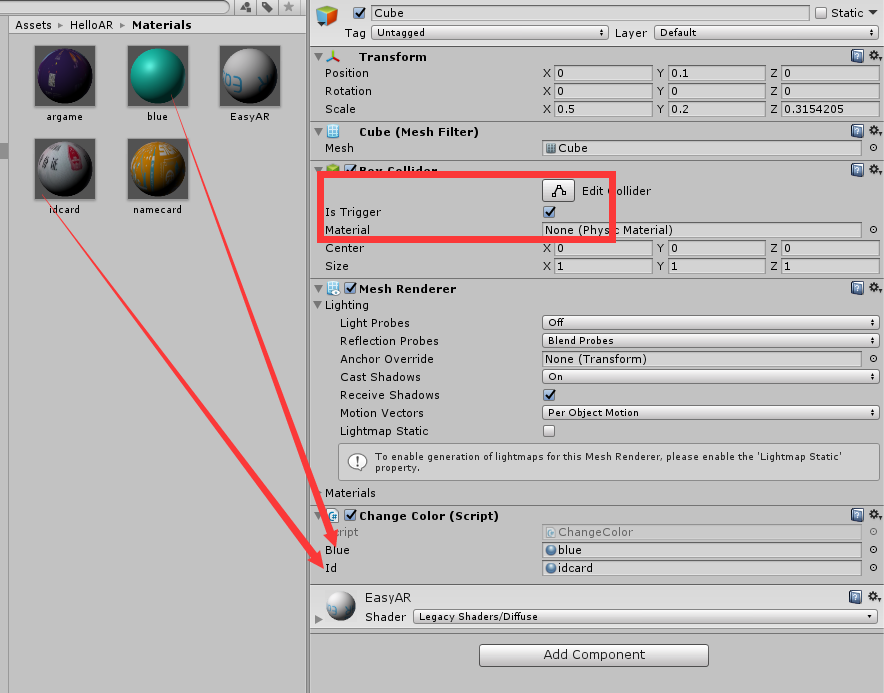 Assets ▸ HelloAR ▸ Materials
argame
blue
EasyAR
idcard
namecard
Cube
Static
Tag Untagged Layer Default
Transform
Position X 0 Y 0.1 Z 0
Rotation X 0 Y 0 Z 0
Scale X 0.5 Y 0.2 Z 0.3154205
Cube (Mesh Filter)
Mesh Cube
Box Collider
Edit Collider
Is Trigger
Material None (Physic Material)
Center X 0 Y 0 Z 0
Size X 1 Y 1 Z 1
Mesh Renderer
Lighting
Light Probes Off
Reflection Probes Blend Probes
Anchor Override None (Transform)
Cast Shadows On
Receive Shadows
Motion Vectors Per Object Motion
Lightmap Static
To enable generation of lightmaps for this Mesh Renderer, please enable the 'Lightmap Static'
property.
Materials
Change Color (Script)
Script ChangeColor
Blue blue
Id idcard
EasyAR
Shader Legacy Shaders/Diffuse
Add Component